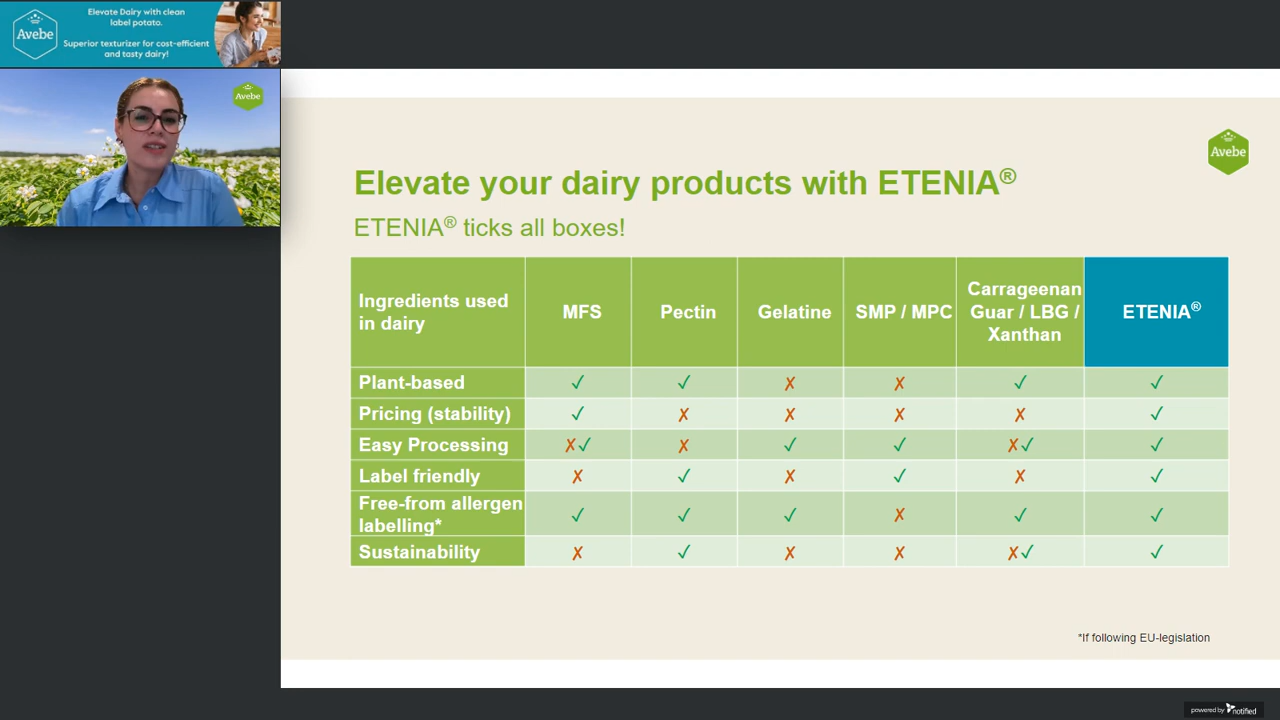 Elevate Dairy with clean
label potato.
Avebe
Superior texturizer for cost-efficient
and tasty dairy!
Avebe
Avebe
Elevate your dairy products with ETENIA®
ETENIA® ticks all boxes!
Ingredients used
in dairy
MFS
Pectin
Gelatine
SMP / MPC
Carrageenan
Guar / LBG /
Xanthan
ETENIA®
Plant-based ✓ ✓ ✗ ✗ ✓ ✓
Pricing (stability) ✓ ✗ ✗ ✗ ✗ ✓
Easy Processing ✗✓ ✗ ✓ ✓ ✗✓ ✓
Label friendly ✗ ✓ ✗ ✓ ✗ ✓
Free-from allergen
labelling* ✓ ✓ ✓ ✗ ✓ ✓
Sustainability ✗ ✓ ✗ ✗ ✗✓ ✓
*If following EU-legislation
powered by notified